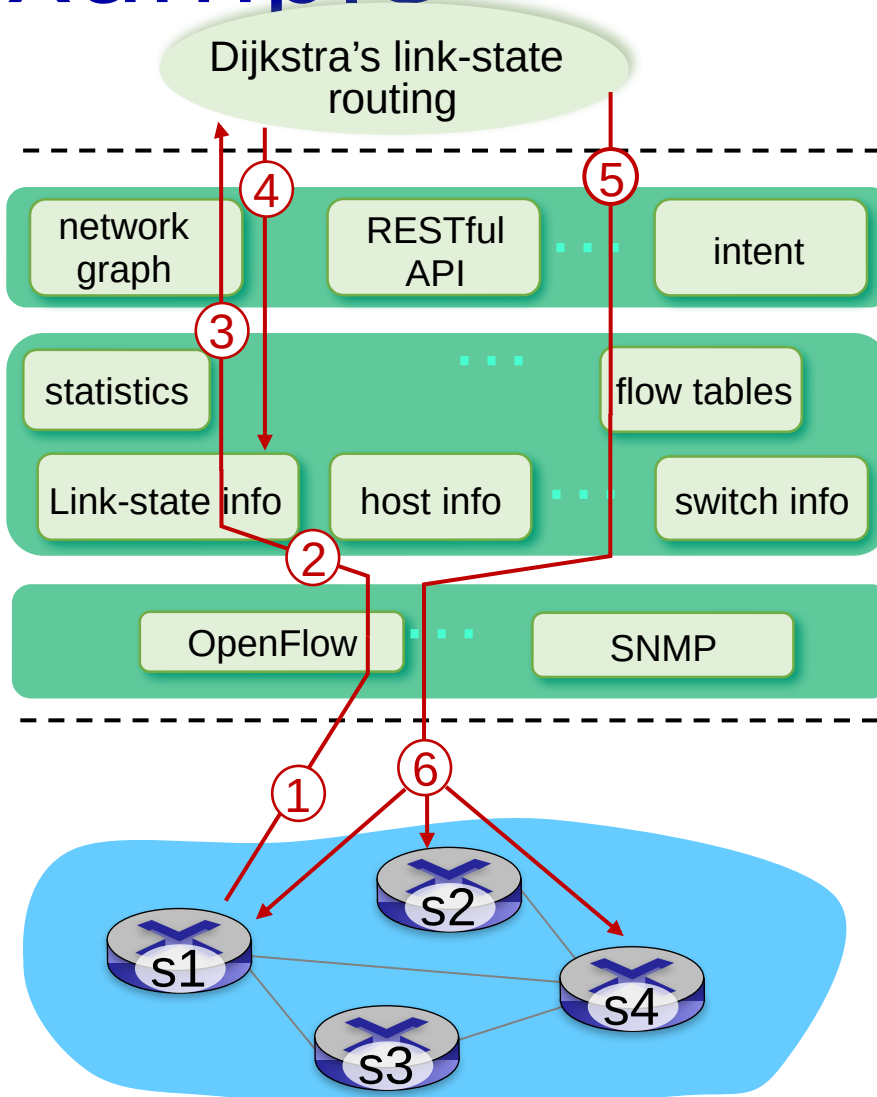 Dijkstra’s link-state
routing
4
5
network
graph
RESTful
API
...
intent
3
...
statistics
flow tables
Link-state info
host info
...
switch info
2
OpenFlow
...
SNMP
6
1
s2
s1
s4
s3